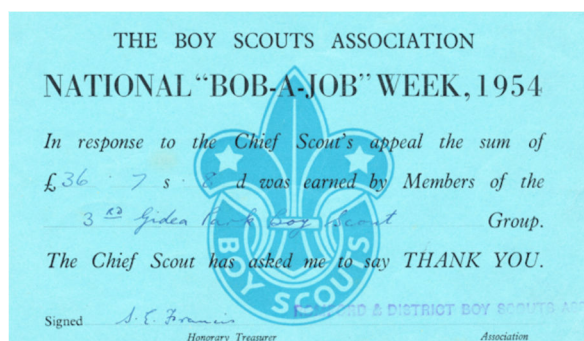 THE BOY SCOUTS ASSOCIATION
NATIONAL "BOB-A-JOB" WEEK, 1954
In response to the Chief Scout's appeal the sum of
£36 · 7 s · 8 d was earned by Members of the
3RD Gidea Park Boy Scout Group.
The Chief Scout has asked me to say THANK YOU.
BOY SCOUTS
& DISTRICT BOY SCOUTS
Signed S. E. Francis
Honorary Treasurer Association